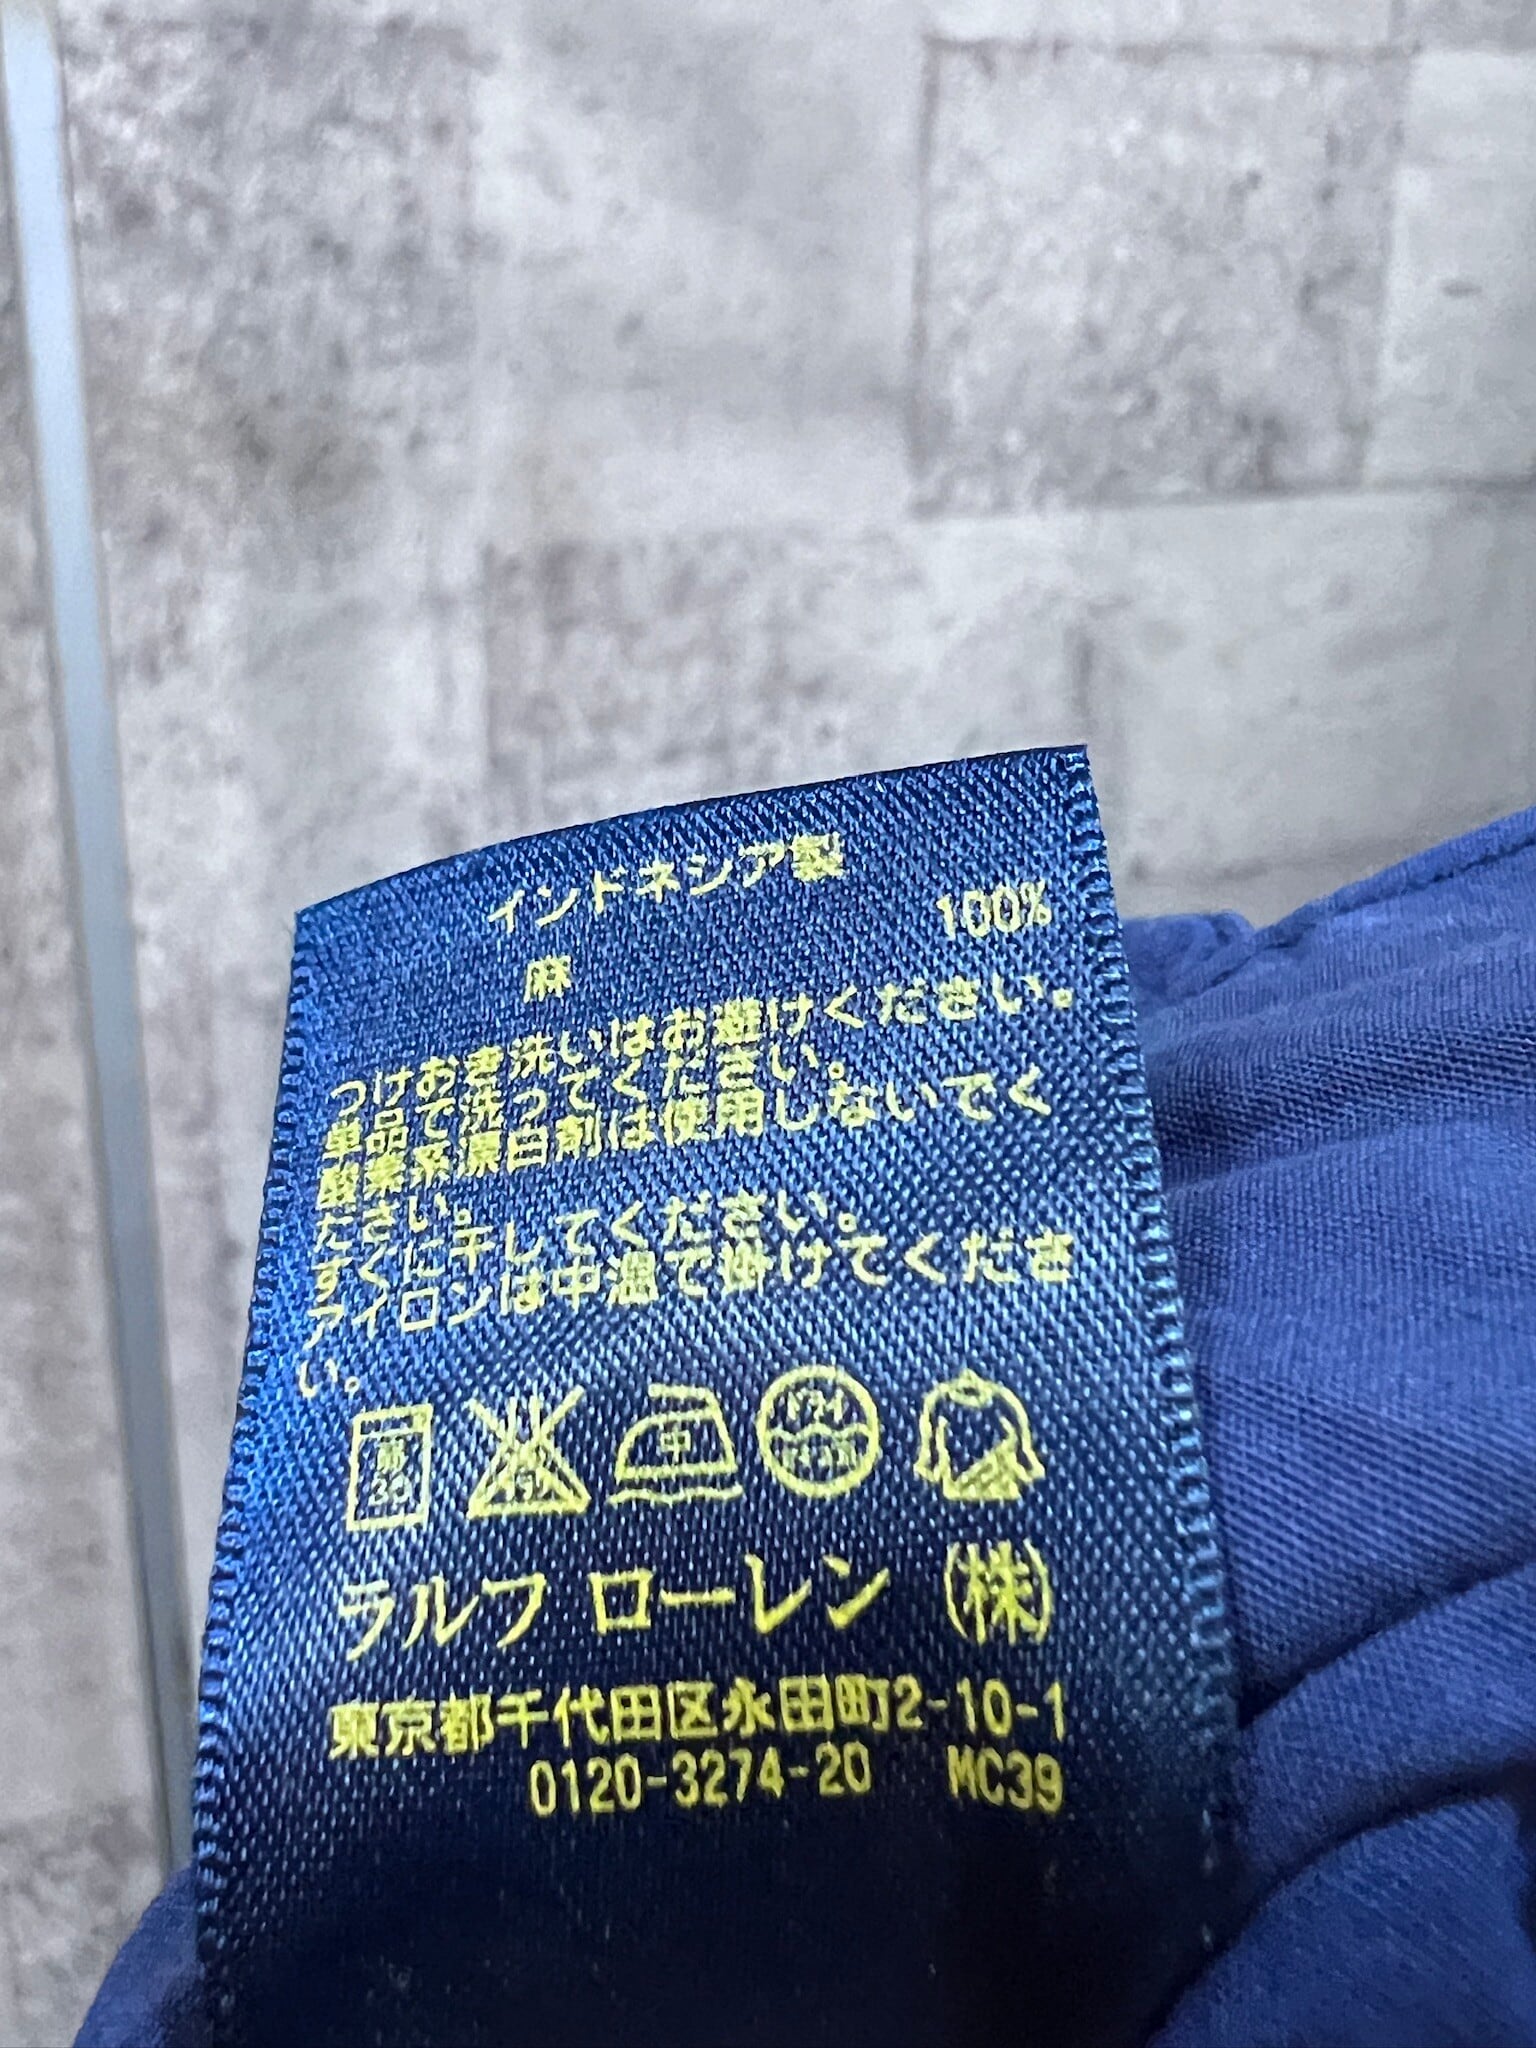 インドネシア製
麻 100%
つけおき洗いはお避けください。
単品で洗ってください。
酸素系漂白剤は使用しないでく
ださい。
すぐに干してください。
アイロンは中温で掛けてくださ
い。
中
ドライ
ラルフ ローレン (株)
東京都千代田区永田町2-10-1
0120-3274-20 MC39